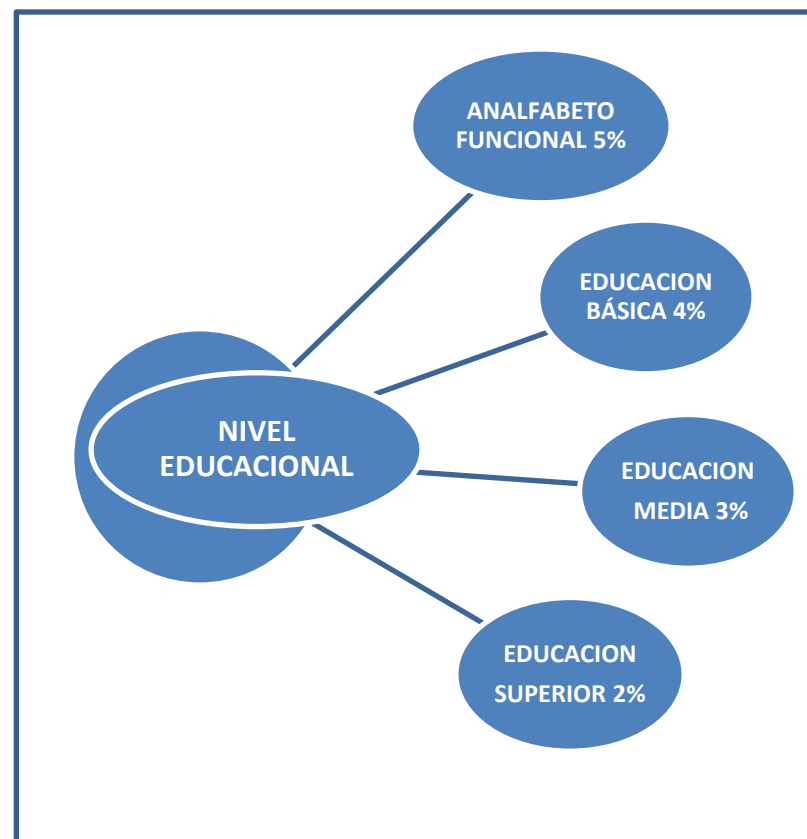 ANALFABETO
FUNCIONAL 5%
EDUCACION
BÁSICA 4%
NIVEL
EDUCACIONAL
EDUCACION
MEDIA 3%
EDUCACION
SUPERIOR 2%